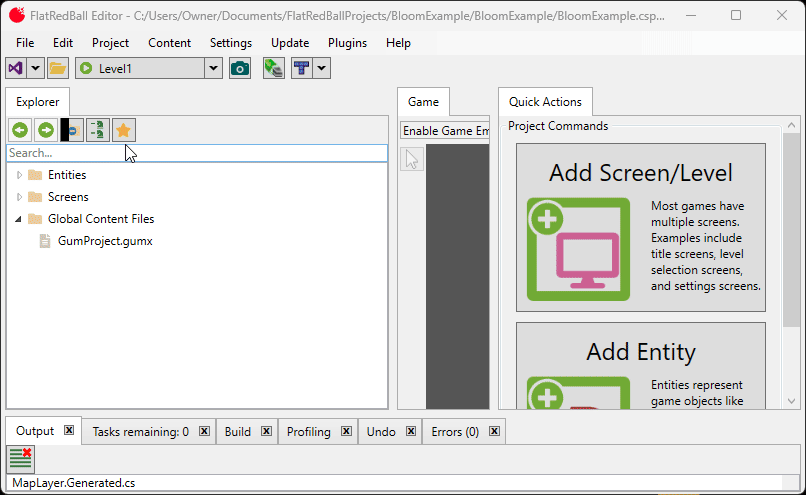 FlatRedBall Editor - C:/Users/Owner/Documents/FlatRedBallProjects/BloomExample/BloomExample/BloomExample.csp...
File Edit Project Content Settings Update Plugins Help
Level1
Explorer
Search...
Entities
Screens
Global Content Files
GumProject.gumx
Game
Enable Game Em
Quick Actions
Project Commands
Add Screen/Level
Most games have
multiple screens.
Examples include
title screens, level
selection screens,
and settings screens.
Add Entity
Entities represent
game objects like
Output Tasks remaining: 0 Build Profiling Undo Errors (0)
MapLayer.Generated.cs